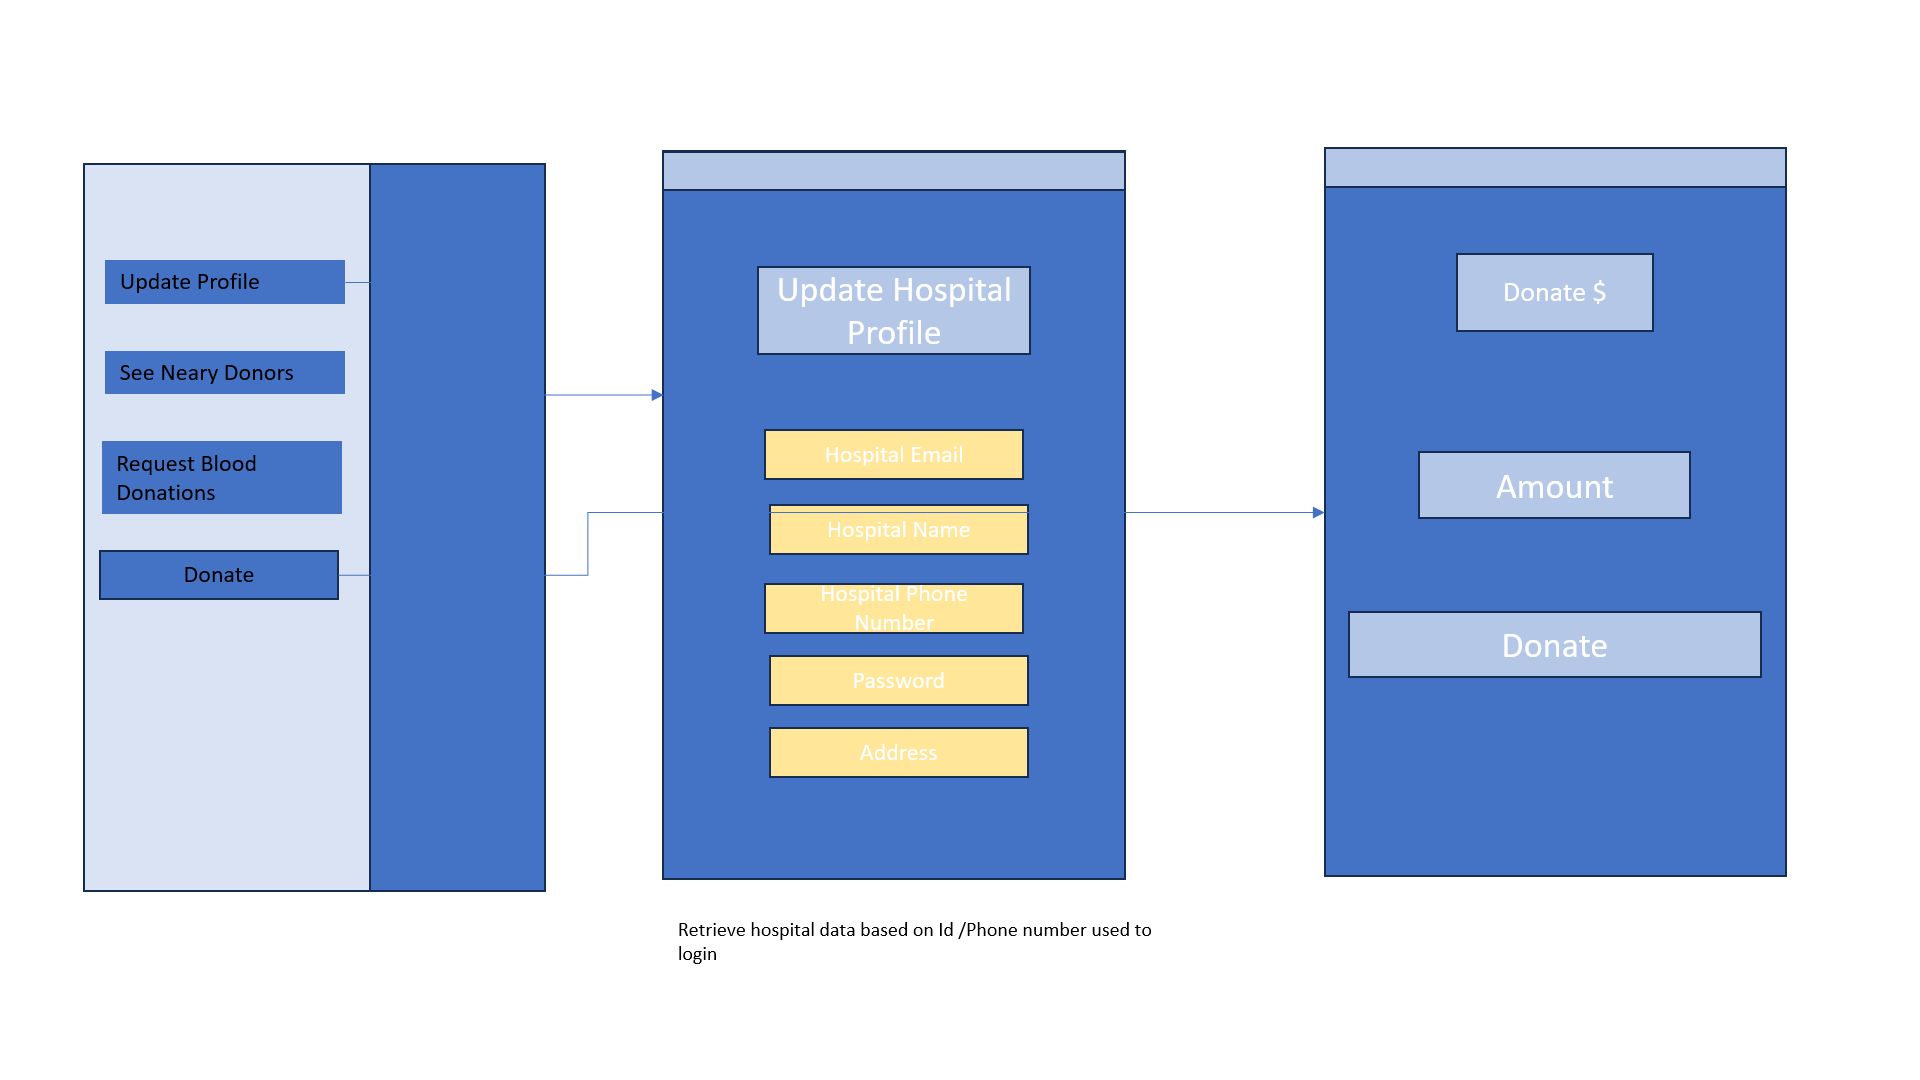 Update Profile
See Neary Donors
Request Blood
Donations
Donate
Update Hospital
Profile
Hospital Email
Hospital Name
Hospital Phone
Number
Password
Address
Retrieve hospital data based on Id /Phone number used to
login
Donate $
Amount
Donate